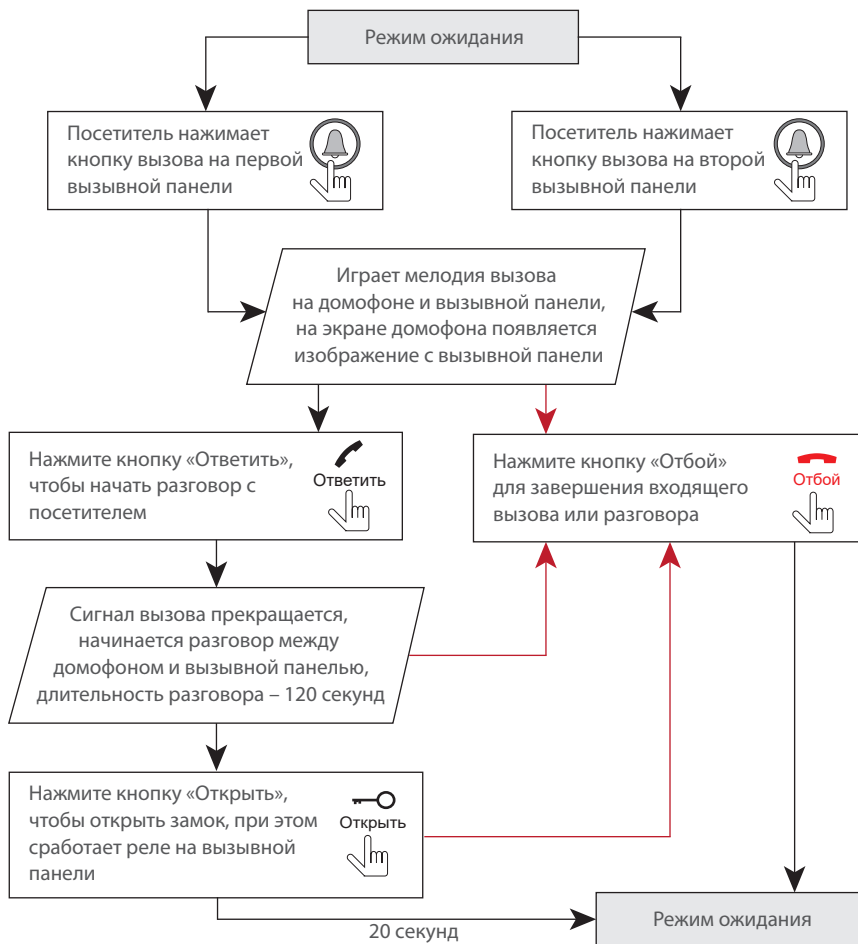 Режим ожидания
Посетитель нажимает
кнопку вызова на первой
вызывной панели
Посетитель нажимает
кнопку вызова на второй
вызывной панели
Играет мелодия вызова
на домофоне и вызывной панели,
на экране домофона появляется
изображение с вызывной панели
Нажмите кнопку «Ответить»,
чтобы начать разговор с
посетителем
Ответить
Нажмите кнопку «Отбой»
для завершения входящего
вызова или разговора
Отбой
Сигнал вызова прекращается,
начинается разговор между
домофоном и вызывной панелью,
длительность разговора – 120 секунд
Нажмите кнопку «Открыть»,
чтобы открыть замок, при этом
сработает реле на вызывной
панели
Открыть
20 секунд
Режим ожидания